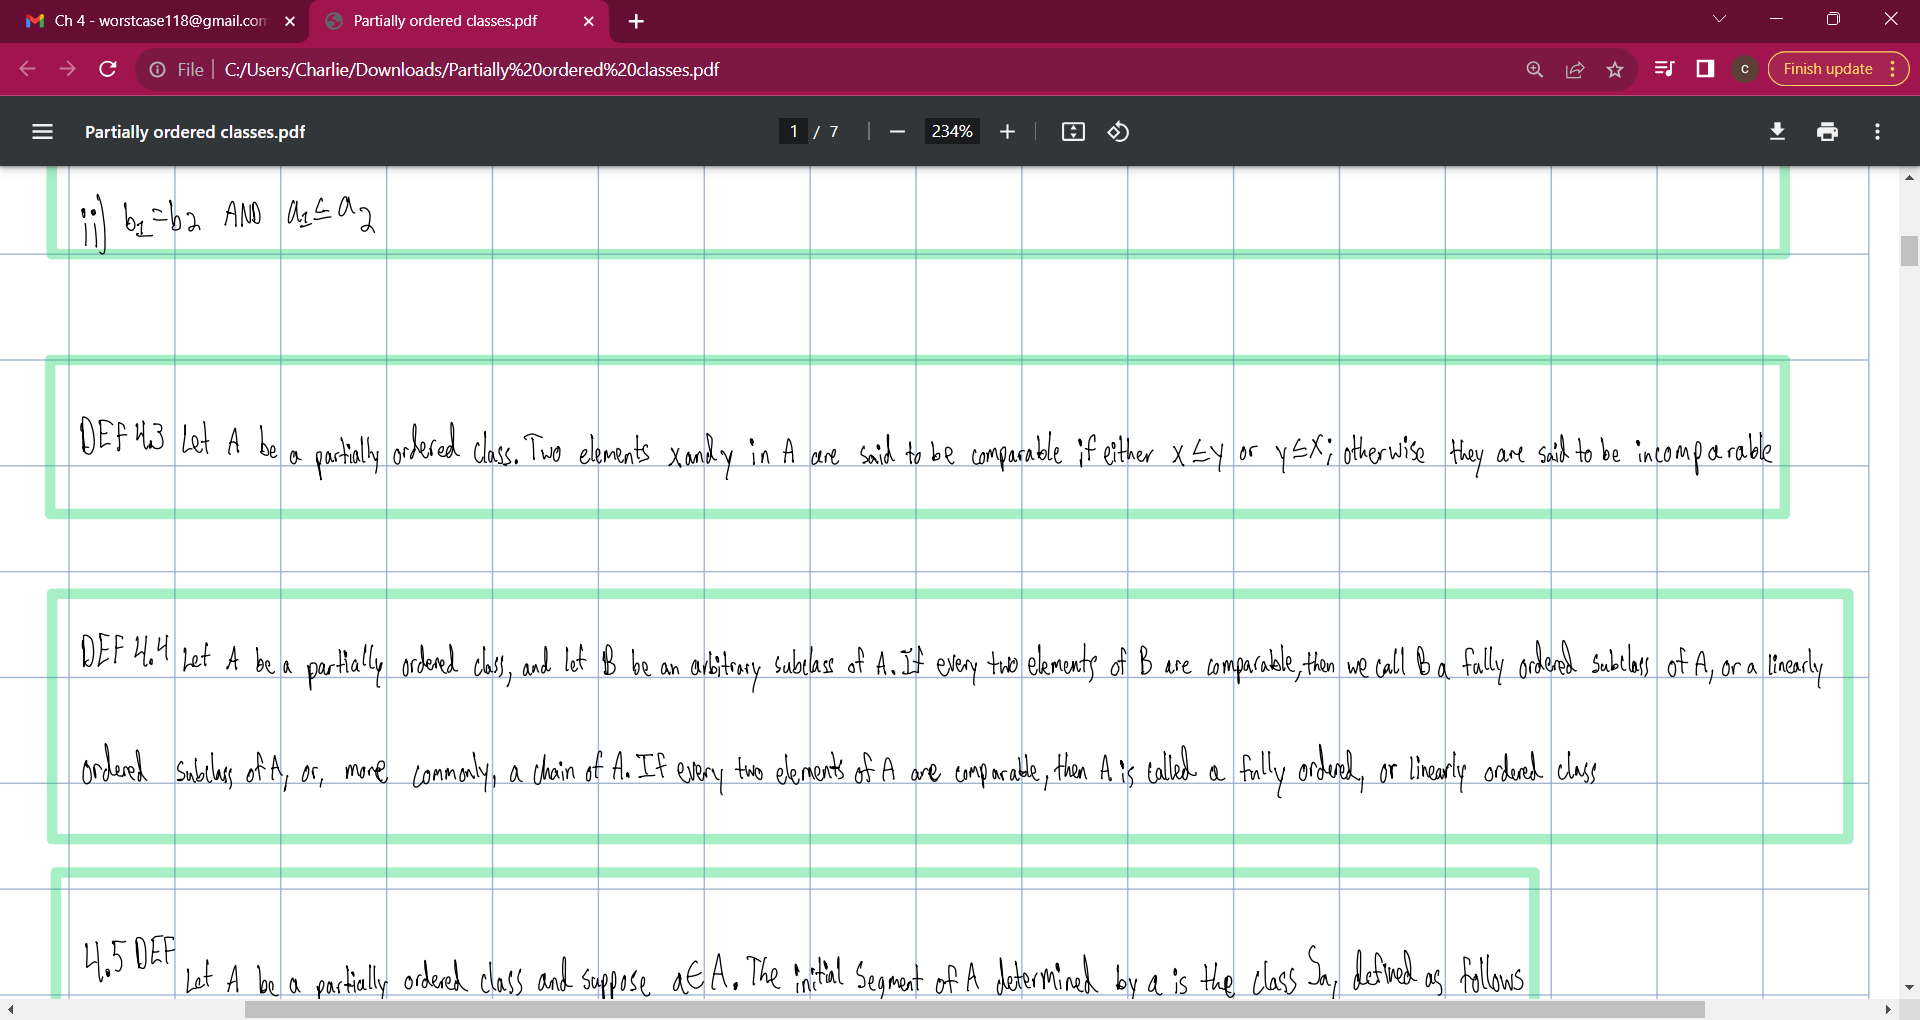 Ch 4 - worstcase118@gmail.com
Partially ordered classes.pdf
File
C:/Users/Charlie/Downloads/Partially%20ordered%20classes.pdf
C
Finish update
Partially ordered classes.pdf
1 / 7
234%
ii) b₁=b₂ AND a₁≤a₂
DEF 4.3 Let A be a partially ordered class. Two elements x and y in A are said to be comparable if either x≤y or y≤x; otherwise they are said to be incomparable
DEF 4.4 Let A be a partially ordered class, and let B be an arbitrary subclass of A. If every two elements of B are comparable, then we call B a fully ordered subclass of A, or a linearly
ordered subclass of A, or, more commonly, a chain of A. If every two elements of A are comparable, then A is called a fully ordered, or linearly ordered class
4.5 DEF Let A be a partially ordered class and suppose a∈A. The initial segment of A determined by a is the class Sa, defined as follows